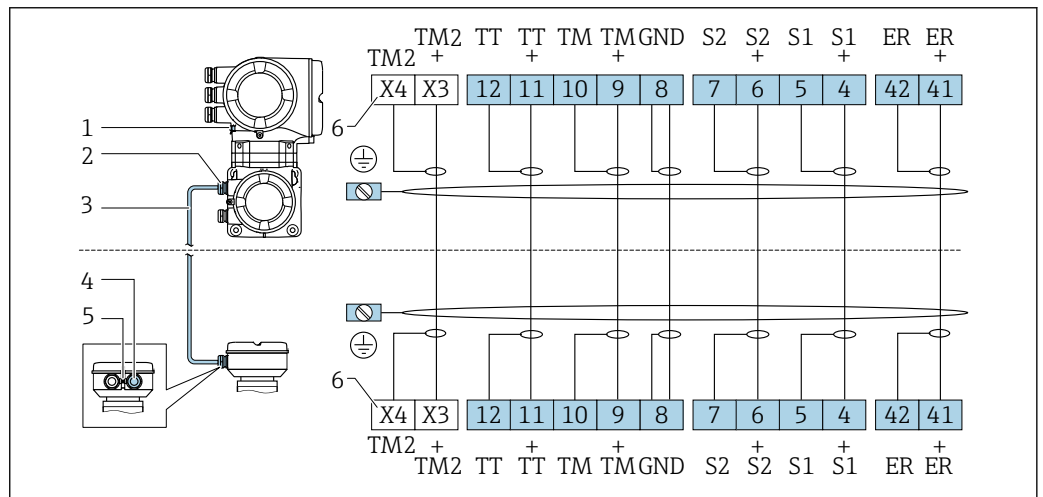 TM2 TT TT TM TM GND S2 S2 S1 S1 ER ER
TM2 + + + + + +
X4 X3 12 11 10 9 8 7 6 5 4 42 41
1
6
2
3
4
5
6
X4 X3 12 11 10 9 8 7 6 5 4 42 41
TM2 + + + + + +
TM2 TT TT TM TM GND S2 S2 S1 S1 ER ER